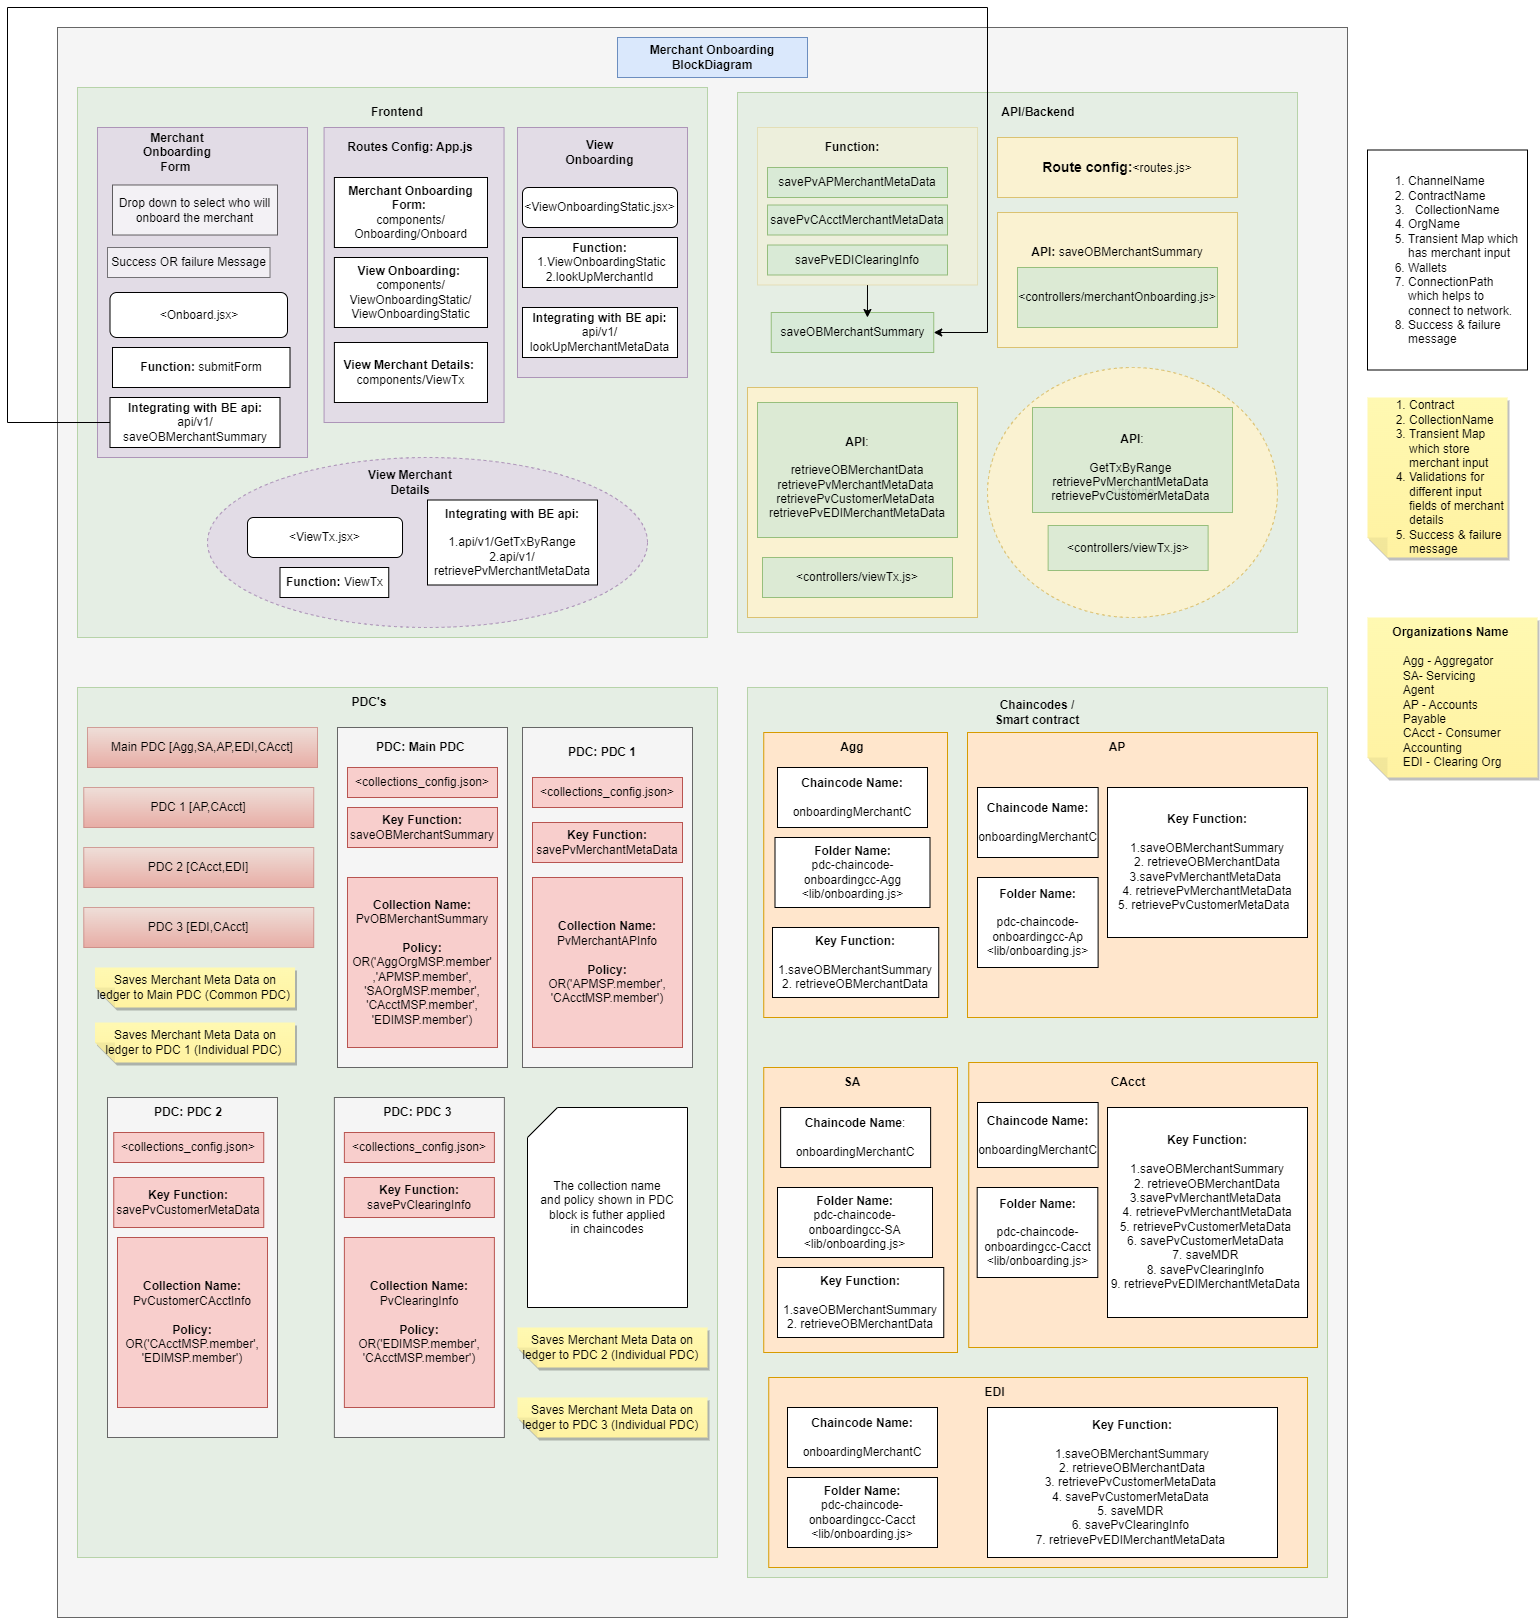 Merchant Onboarding
BlockDiagram
Frontend
Merchant
Onboarding
Form
Drop down to select who will
onboard the merchant
Success OR failure Message
<Onboard.jsx>
Function: submitForm
Integrating with BE api:
api/v1/
saveOBMerchantSummary
Routes Config: App.js
Merchant Onboarding
Form:
components/
Onboarding/Onboard
View Onboarding:
components/
ViewOnboardingStatic/
ViewOnboardingStatic
View Merchant Details:
components/ViewTx
View
Onboarding
<ViewOnboardingStatic.jsx>
Function:
1.ViewOnboardingStatic
2.lookUpMerchantId
Integrating with BE api:
api/v1/
lookUpMerchantMetaData
View Merchant
Details
<ViewTx.jsx>
Function: ViewTx
Integrating with BE api:
1.api/v1/GetTxByRange
2.api/v1/
retrievePvMerchantMetaData
API/Backend
Function:
savePvAPMerchantMetaData
savePvCAcctMerchantMetaData
savePvEDIClearingInfo
saveOBMerchantSummary
Route config:<routes.js>
API: saveOBMerchantSummary
<controllers/merchantOnboarding.js>
API:
retrieveOBMerchantData
retrievePvMerchantMetaData
retrievePvCustomerMetaData
retrievePvEDIMerchantMetaData
<controllers/viewTx.js>
API:
GetTxByRange
retrievePvMerchantMetaData
retrievePvCustomerMetaData
<controllers/viewTx.js>
1. ChannelName
2. ContractName
3. CollectionName
4. OrgName
5. Transient Map which
has merchant input
6. Wallets
7. ConnectionPath
which helps to
connect to network.
8. Success & failure
message
1. Contract
2. CollectionName
3. Transient Map
which store
merchant input
4. Validations for
different input
fields of merchant
details
5. Success & failure
message
Organizations Name
Agg - Aggregator
SA- Servicing
Agent
AP - Accounts
Payable
CAcct - Consumer
Accounting
EDI - Clearing Org
PDC's
Main PDC [Agg,SA,AP,EDI,CAcct]
PDC 1 [AP,CAcct]
PDC 2 [CAcct,EDI]
PDC 3 [EDI,CAcct]
Saves Merchant Meta Data on
ledger to Main PDC (Common PDC)
Saves Merchant Meta Data on
ledger to PDC 1 (Individual PDC)
PDC: Main PDC
<collections_config.json>
Key Function:
saveOBMerchantSummary
Collection Name:
PvOBMerchantSummary
Policy:
OR('AggOrgMSP.member'
,'APMSP.member',
'SAOrgMSP.member',
'CAcctMSP.member',
'EDIMSP.member')
PDC: PDC 1
<collections_config.json>
Key Function:
savePvMerchantMetaData
Collection Name:
PvMerchantAPInfo
Policy:
OR('APMSP.member',
'CAcctMSP.member')
PDC: PDC 2
<collections_config.json>
Key Function:
savePvCustomerMetaData
Collection Name:
PvCustomerCAcctInfo
Policy:
OR('CAcctMSP.member',
'EDIMSP.member')
PDC: PDC 3
<collections_config.json>
Key Function:
savePvClearingInfo
Collection Name:
PvClearingInfo
Policy:
OR('EDIMSP.member',
'CAcctMSP.member')
The collection name
and policy shown in PDC
block is futher applied
in chaincodes
Saves Merchant Meta Data on
ledger to PDC 2 (Individual PDC)
Saves Merchant Meta Data on
ledger to PDC 3 (Individual PDC)
Chaincodes /
Smart contract
Agg
Chaincode Name:
onboardingMerchantC
Folder Name:
pdc-chaincode-
onboardingcc-Agg
<lib/onboarding.js>
Key Function:
1.saveOBMerchantSummary
2. retrieveOBMerchantData
AP
Chaincode Name:
onboardingMerchantC
Folder Name:
pdc-chaincode-
onboardingcc-Ap
<lib/onboarding.js>
Key Function:
1.saveOBMerchantSummary
2. retrieveOBMerchantData
3.savePvMerchantMetaData
4. retrievePvMerchantMetaData
5. retrievePvCustomerMetaData
SA
Chaincode Name:
onboardingMerchantC
Folder Name:
pdc-chaincode-
onboardingcc-SA
<lib/onboarding.js>
Key Function:
1.saveOBMerchantSummary
2. retrieveOBMerchantData
CAcct
Chaincode Name:
onboardingMerchantC
Folder Name:
pdc-chaincode-
onboardingcc-Cacct
<lib/onboarding.js>
Key Function:
1.saveOBMerchantSummary
2. retrieveOBMerchantData
3.savePvMerchantMetaData
4. retrievePvMerchantMetaData
5. retrievePvCustomerMetaData
6. savePvCustomerMetaData
7. saveMDR
8. savePvClearingInfo
9. retrievePvEDIMerchantMetaData
EDI
Chaincode Name:
onboardingMerchantC
Folder Name:
pdc-chaincode-
onboardingcc-Cacct
<lib/onboarding.js>
Key Function:
1.saveOBMerchantSummary
2. retrieveOBMerchantData
3. retrievePvCustomerMetaData
4. savePvCustomerMetaData
5. saveMDR
6. savePvClearingInfo
7. retrievePvEDIMerchantMetaData